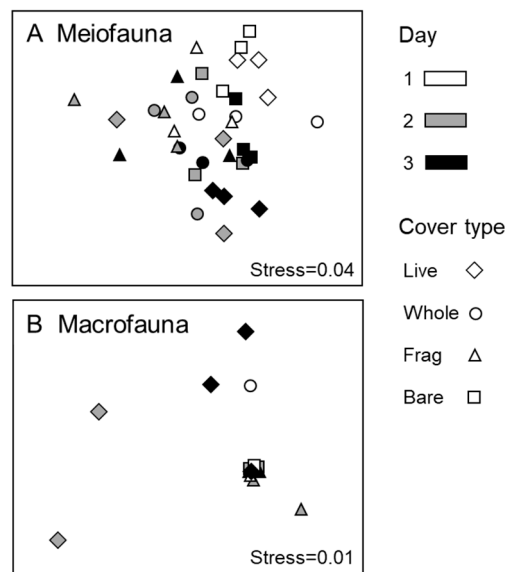 A Meiofauna
Stress=0.04
B Macrofauna
Stress=0.01
Day
1
2
3
Cover type
Live
Whole
Frag
Bare